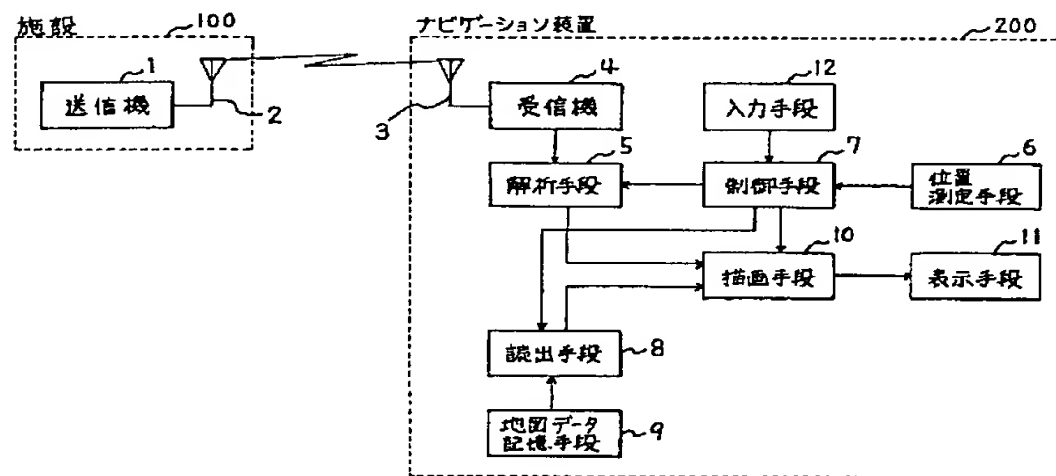 施設
100
ナビゲーション装置
200
1
送信機
2
3
4
受信機
12
入力手段
5
解析手段
7
制御手段
6
位置
測定手段
10
描画手段
11
表示手段
読出手段
8
地図データ
記憶手段
9